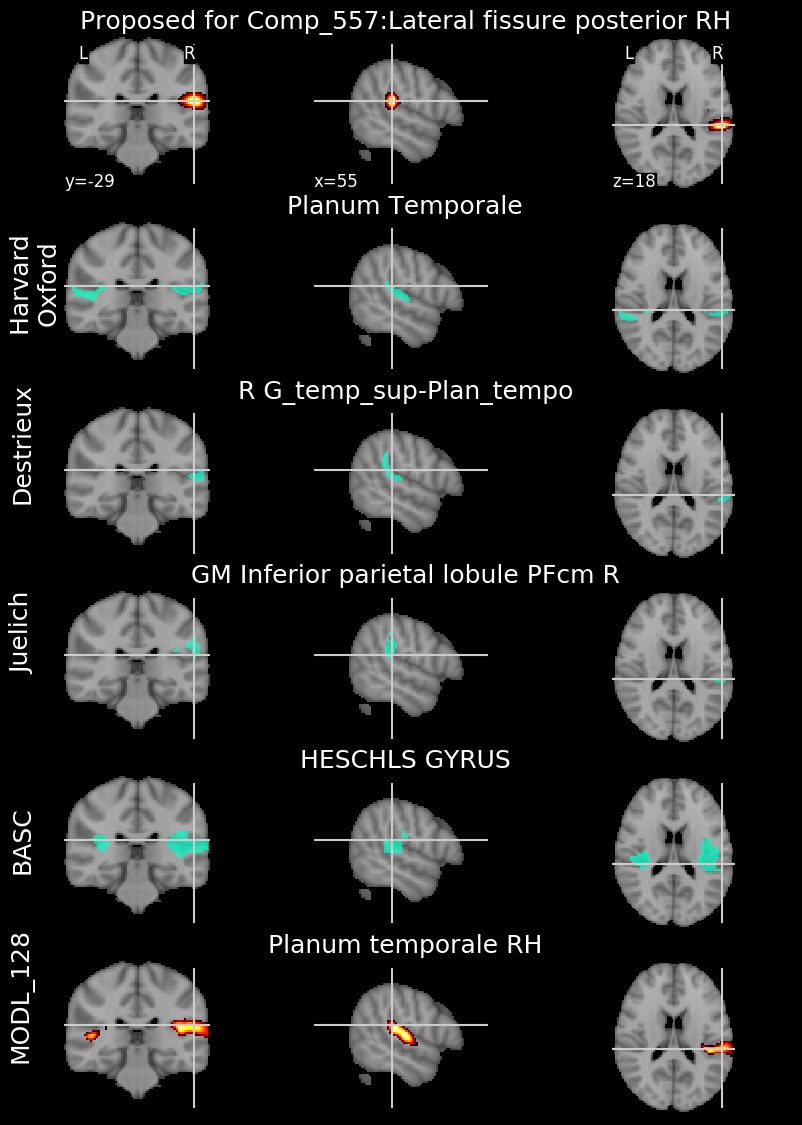 Proposed for Comp_557:Lateral fissure posterior RH
L R L R
y=-29 x=55 z=18
Planum Temporale
Harvard
Oxford
R G_temp_sup-Plan_tempo
Destrieux
GM Inferior parietal lobule PFcm R
Juelich
HESCHLS GYRUS
BASC
Planum temporale RH
MODL_128